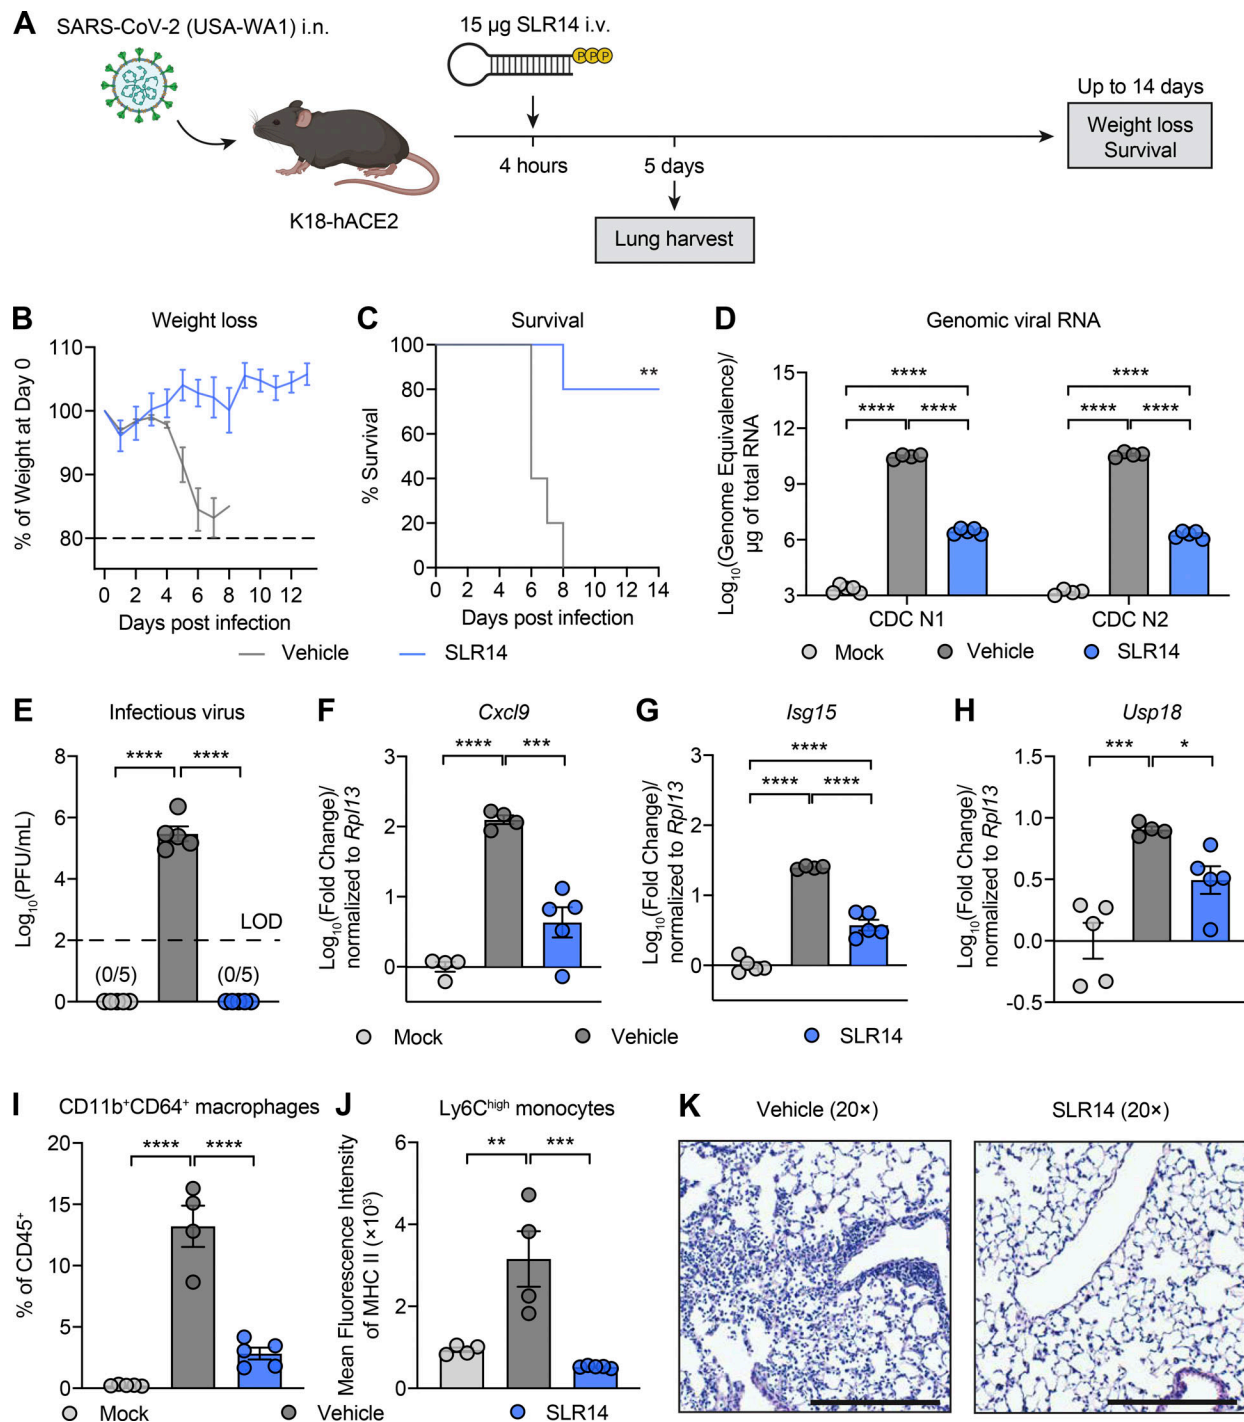 A
SARS-CoV-2 (USA-WA1) i.n.
15 µg SLR14 i.v.
P P P
K18-hACE2
4 hours
5 days
Lung harvest
Up to 14 days
Weight loss
Survival
B
Weight loss
% of Weight at Day 0
110
100
90
80
0 2 4 6 8 10 12
Days post infection
C
Survival
% Survival
100
80
60
40
20
0
**
0 2 4 6 8 10 12 14
Days post infection
Vehicle
SLR14
D
Genomic viral RNA
Log₁₀(Genome Equivalence)/
µg of total RNA
15
12
9
6
3
****
**** ****
****
**** ****
CDC N1
CDC N2
Mock
Vehicle
SLR14
E
Infectious virus
Log₁₀(PFU/mL)
8
6
4
2
0
**** ****
LOD
(0/5)
(0/5)
F
Cxcl9
Log₁₀(Fold Change)/
normalized to Rpl13
3
2
1
0
**** ***
G
Isg15
Log₁₀(Fold Change)/
normalized to Rpl13
3
2
1
0
****
**** ****
H
Usp18
Log₁₀(Fold Change)/
normalized to Rpl13
1.5
1.0
0.5
0.0
-0.5
*** *
Mock
Vehicle
SLR14
I
CD11b⁺CD64⁺ macrophages
% of CD45⁺
20
15
10
5
0
**** ****
J
Ly6Cʰⁱᵍʰ monocytes
Mean Fluorescence Intensity
of MHC II (×10³)
6
4
2
0
** ***
Mock
Vehicle
SLR14
K
Vehicle (20×)
SLR14 (20×)